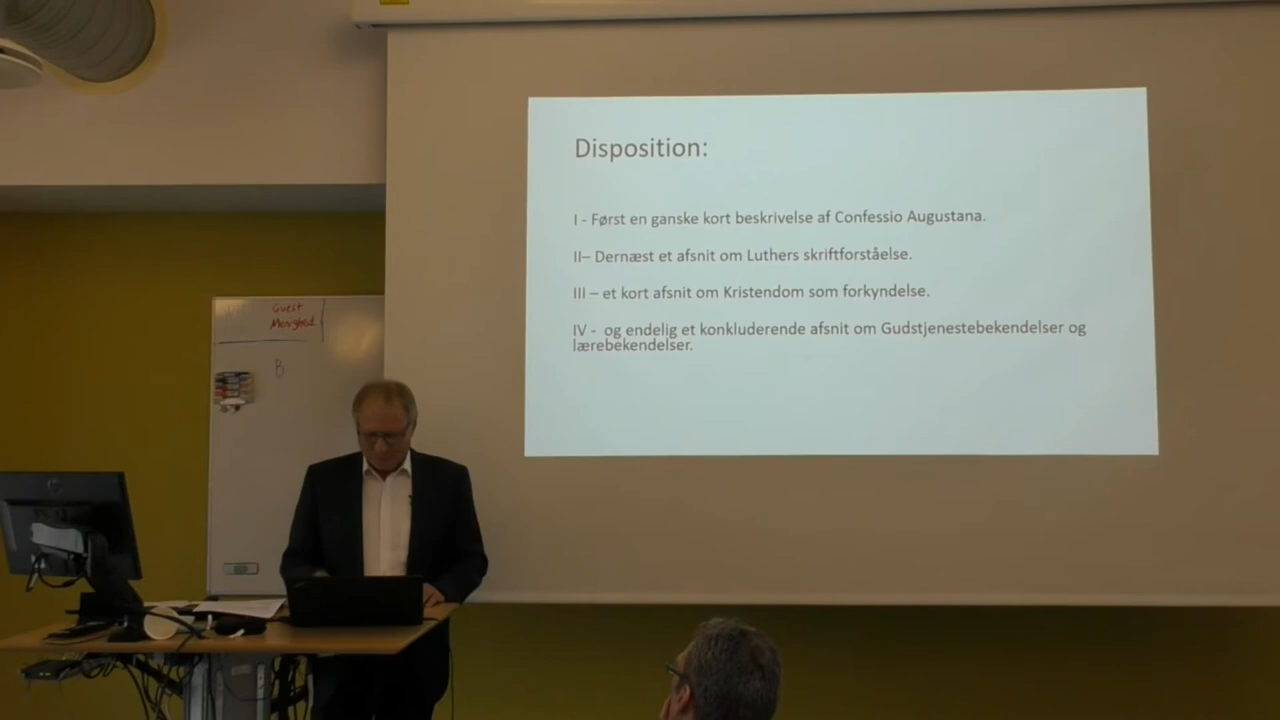 Disposition:
I - Først en ganske kort beskrivelse af Confessio Augustana.
II– Dernæst et afsnit om Luthers skriftforståelse.
III – et kort afsnit om Kristendom som forkyndelse.
IV -  og endelig et konkluderende afsnit om Gudstjenestebekendelser og
lærebekendelser.
Guest
B